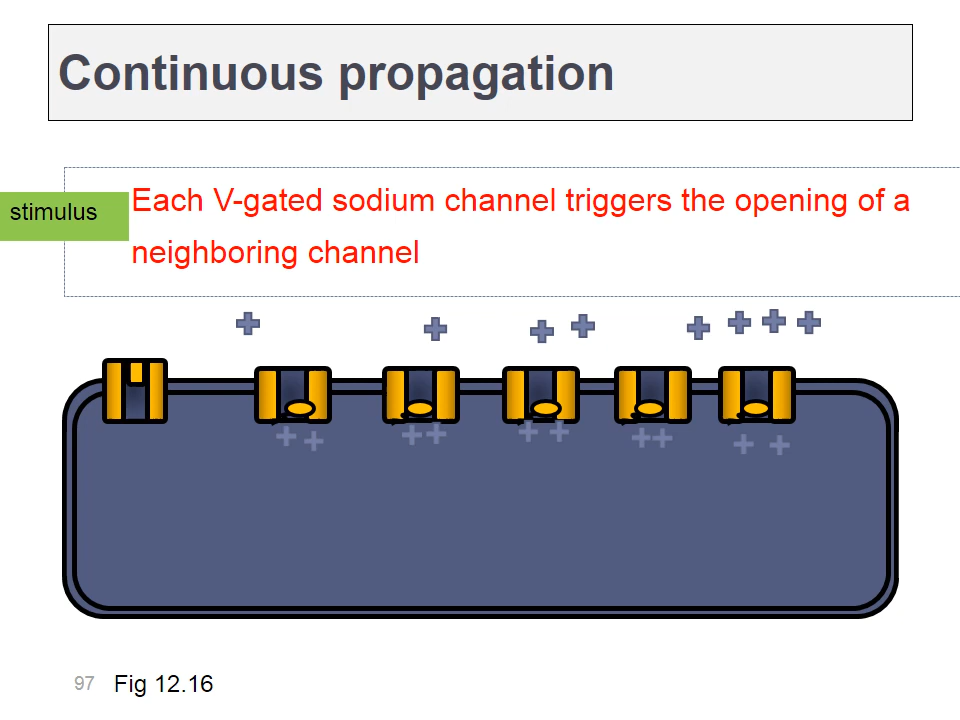 Continuous propagation
stimulus
Each V-gated sodium channel triggers the opening of a
neighboring channel
97
Fig 12.16